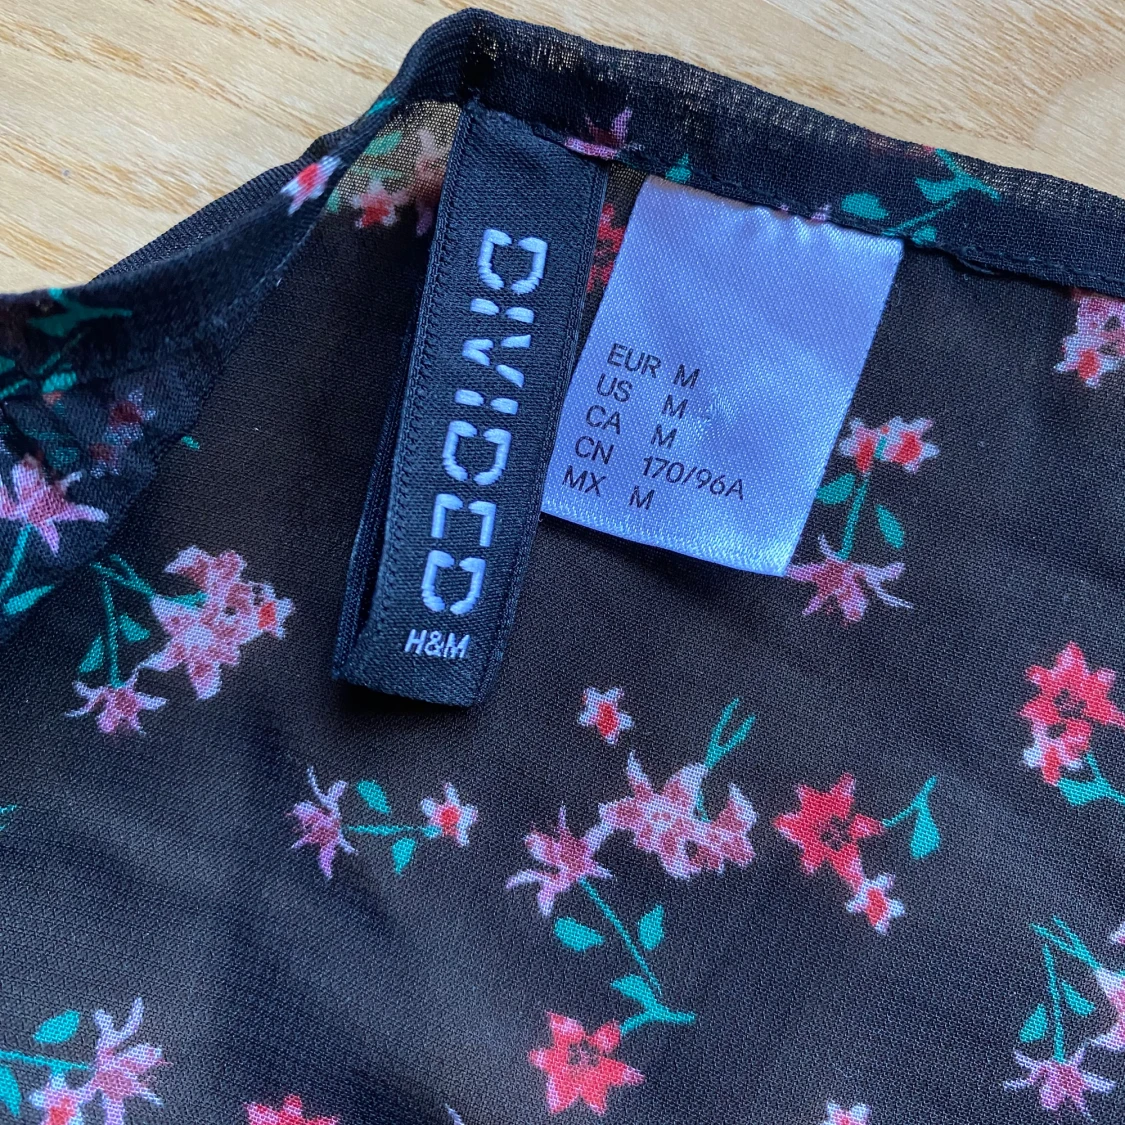 DIVIDED
H&M
EUR M
US M
CA M
CN 170/96A
MX M